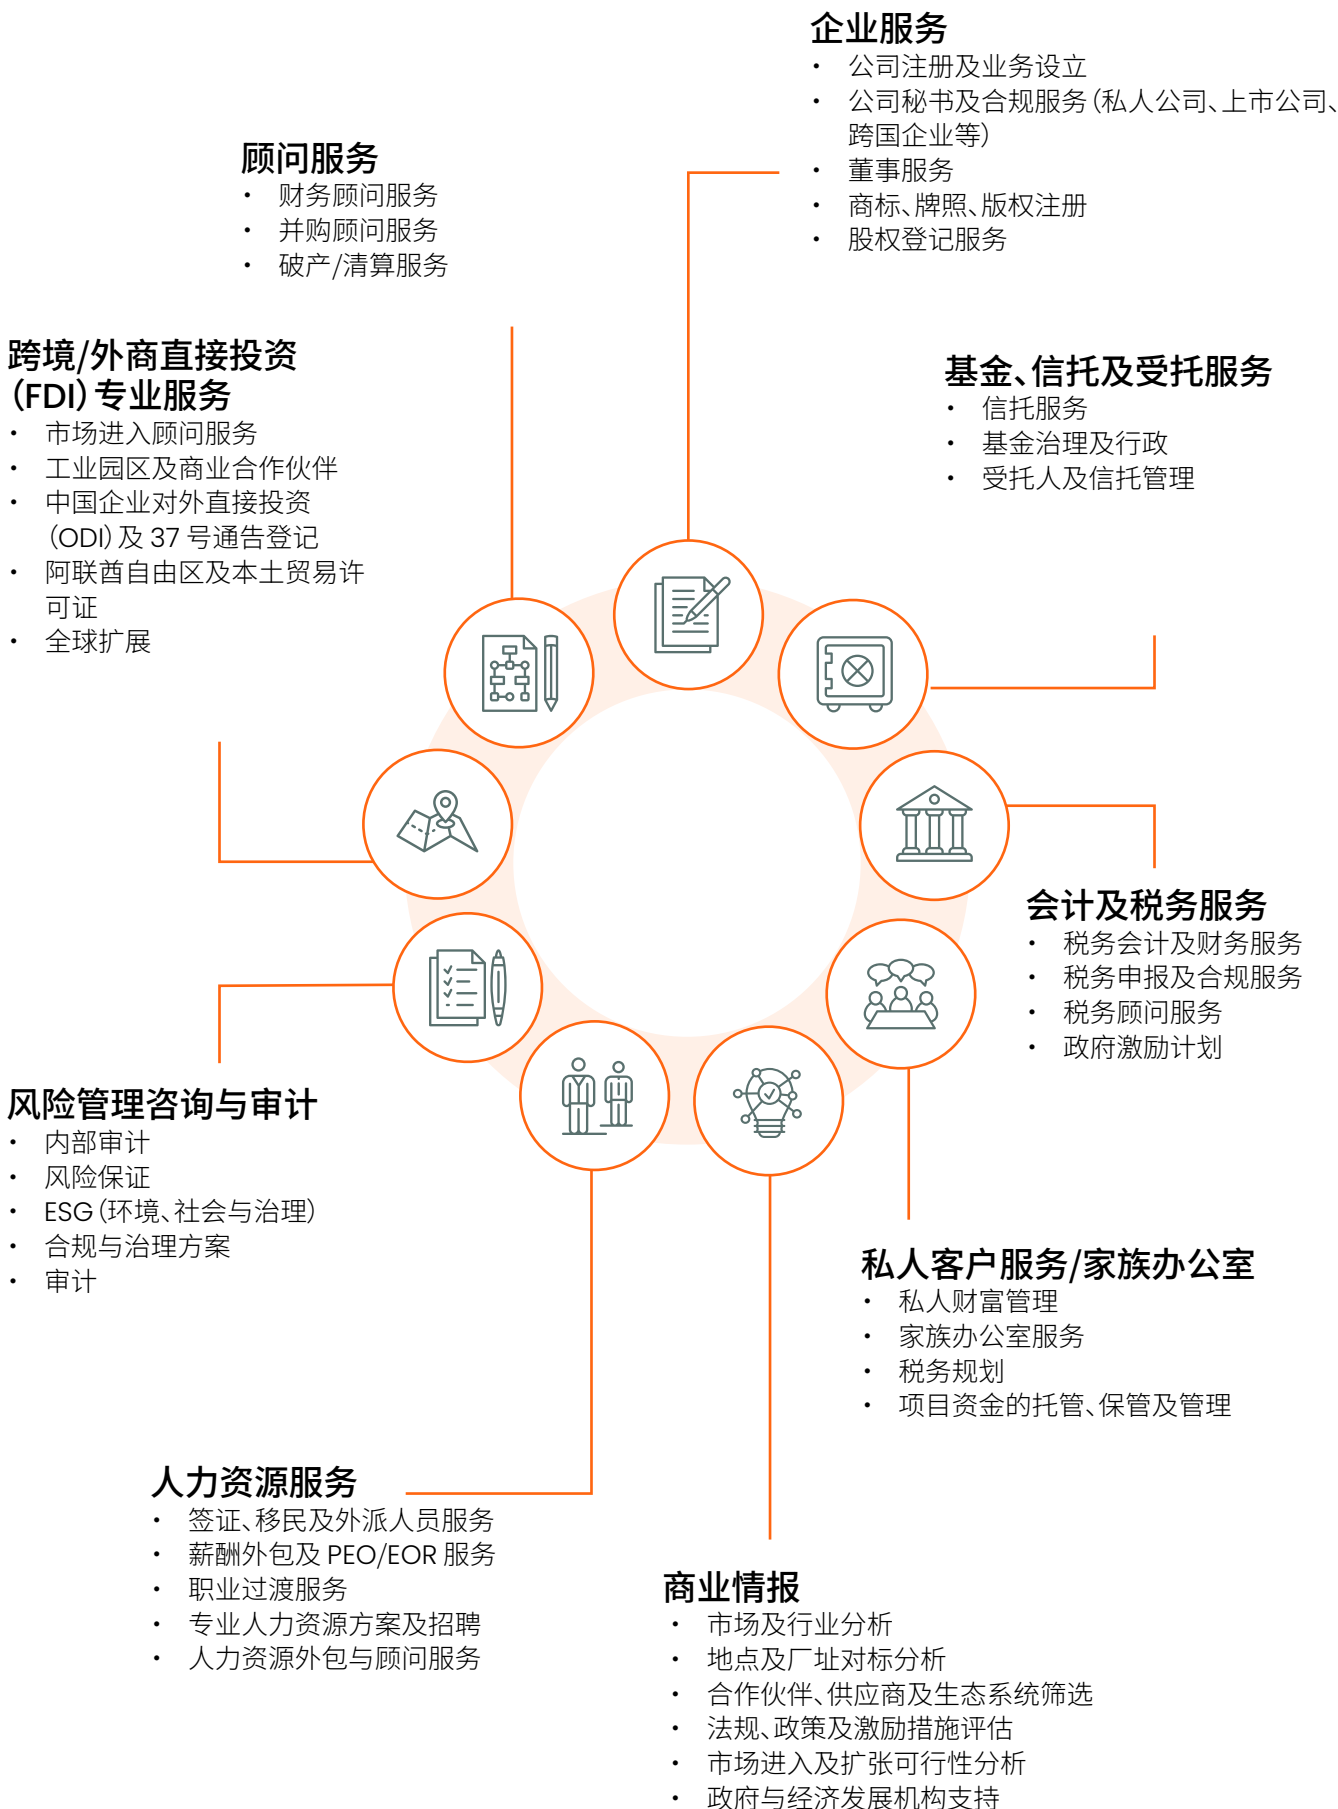 企业服务
• 公司注册及业务设立
• 公司秘书及合规服务(私人公司、上市公司、
跨国企业等)
• 董事服务
• 商标、牌照、版权注册
• 股权登记服务
顾问服务
• 财务顾问服务
• 并购顾问服务
• 破产/清算服务
跨境/外商直接投资
(FDI)专业服务
• 市场进入顾问服务
• 工业园区及商业合作伙伴
• 中国企业对外直接投资
(ODI)及 37 号通告登记
• 阿联酋自由区及本土贸易许
可证
• 全球扩展
基金、信托及受托服务
• 信托服务
• 基金治理及行政
• 受托人及信托管理
会计及税务服务
• 税务会计及财务服务
• 税务申报及合规服务
• 税务顾问服务
• 政府激励计划
风险管理咨询与审计
• 内部审计
• 风险保证
• ESG(环境、社会与治理)
• 合规与治理方案
• 审计
私人客户服务/家族办公室
• 私人财富管理
• 家族办公室服务
• 税务规划
• 项目资金的托管、保管及管理
人力资源服务
• 签证、移民及外派人员服务
• 薪酬外包及 PEO/EOR 服务
• 职业过渡服务
• 专业人力资源方案及招聘
• 人力资源外包与顾问服务
商业情报
• 市场及行业分析
• 地点及厂址对标分析
• 合作伙伴、供应商及生态系统筛选
• 法规、政策及激励措施评估
• 市场进入及扩张可行性分析
• 政府与经济发展机构支持